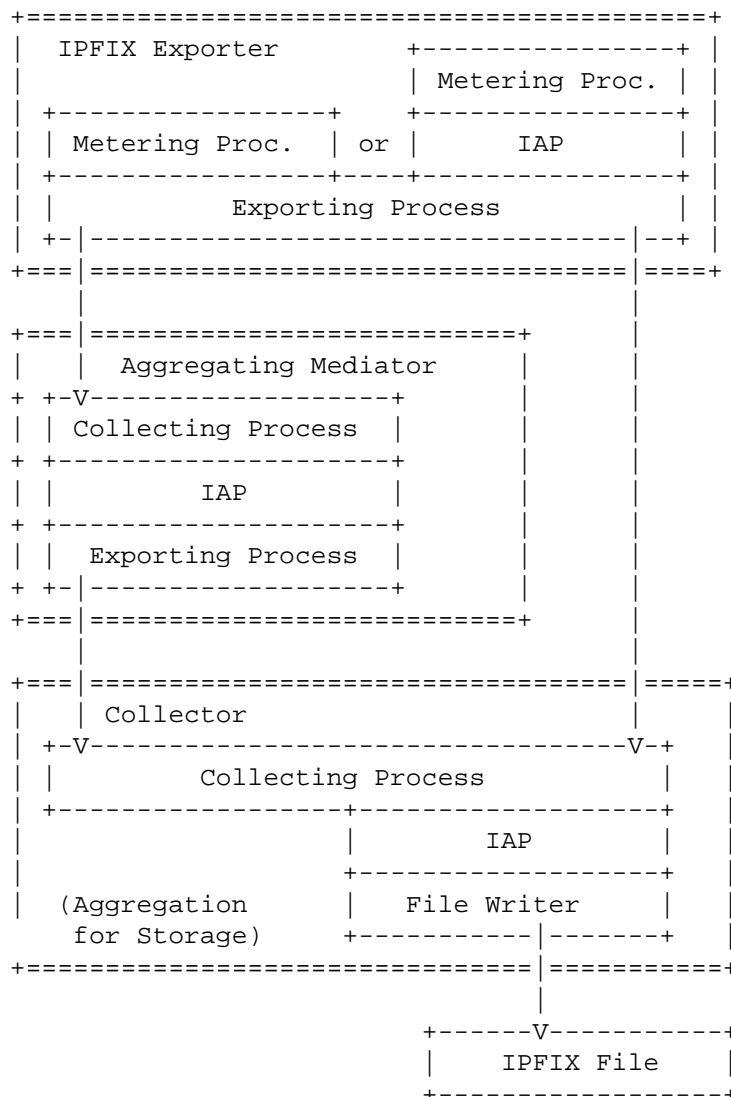 IPFIX Exporter
Metering Proc.
Metering Proc. or IAP
Exporting Process
Aggregating Mediator
Collecting Process
IAP
Exporting Process
Collector
Collecting Process
IAP
(Aggregation File Writer
for Storage)
IPFIX File